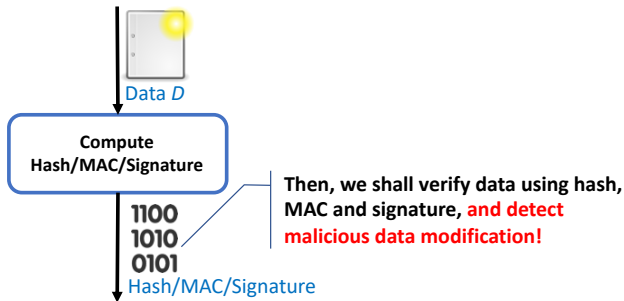 Data D
Compute
Hash/MAC/Signature
Then, we shall verify data using hash,
MAC and signature, and detect
malicious data modification!
1100
1010
0101
Hash/MAC/Signature